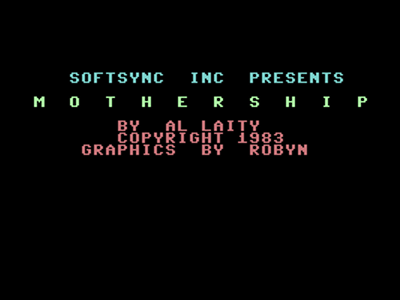 SOFTSYNC INC PRESENTS
M O T H E R S H I P
BY AL LAITY
COPYRIGHT 1983
GRAPHICS BY ROBYN